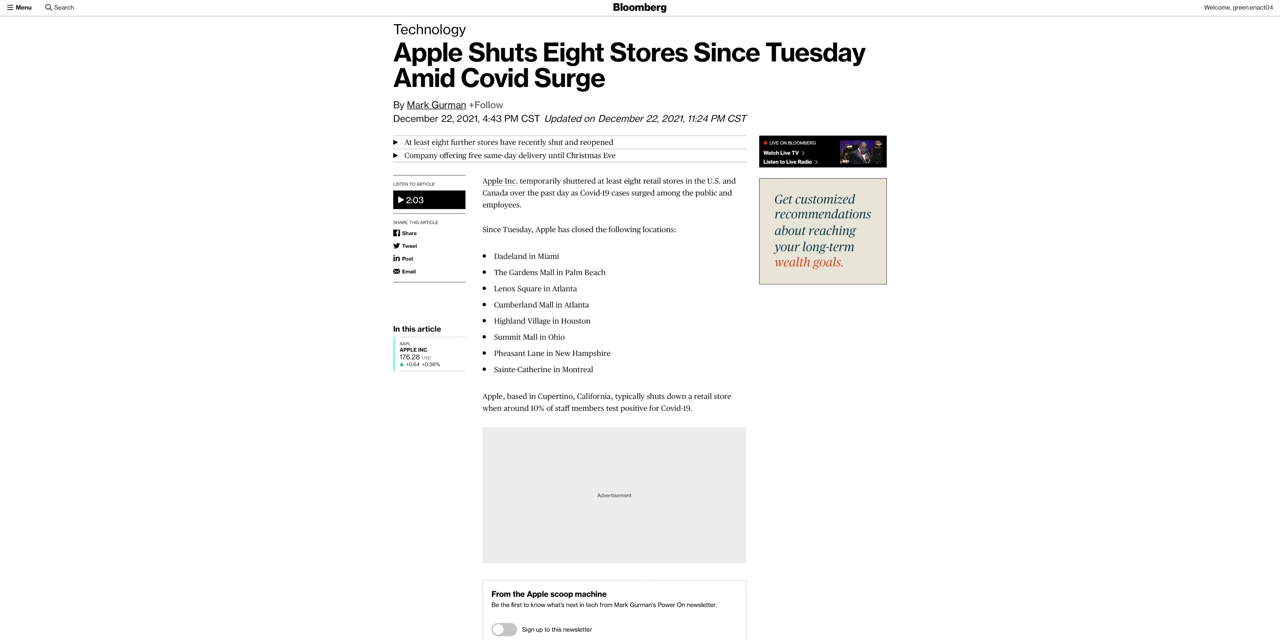 Menu
Search
Bloomberg
Welcome, green.enact04
Technology
Apple Shuts Eight Stores Since Tuesday
Amid Covid Surge
By Mark Gurman +Follow
December 22, 2021, 4:43 PM CST Updated on December 22, 2021, 11:24 PM CST
At least eight further stores have recently shut and reopened
Company offering free same-day delivery until Christmas Eve
LIVE ON BLOOMBERG
Watch Live TV
Listen to Live Radio
LISTEN TO ARTICLE
2:03
SHARE THIS ARTICLE
Share
Tweet
Post
Email
In this article
AAPL
APPLE INC
176.28 USD
▲ +0.64 +0.36%
Apple Inc. temporarily shuttered at least eight retail stores in the U.S. and
Canada over the past day as Covid-19 cases surged among the public and
employees.
Since Tuesday, Apple has closed the following locations:
• Dadeland in Miami
• The Gardens Mall in Palm Beach
• Lenox Square in Atlanta
• Cumberland Mall in Atlanta
• Highland Village in Houston
• Summit Mall in Ohio
• Pheasant Lane in New Hampshire
• Sainte-Catherine in Montreal
Apple, based in Cupertino, California, typically shuts down a retail store
when around 10% of staff members test positive for Covid-19.
Advertisement
From the Apple scoop machine
Be the first to know what's next in tech from Mark Gurman's Power On newsletter.
Sign up to this newsletter
Get customized
recommendations
about reaching
your long-term
wealth goals.